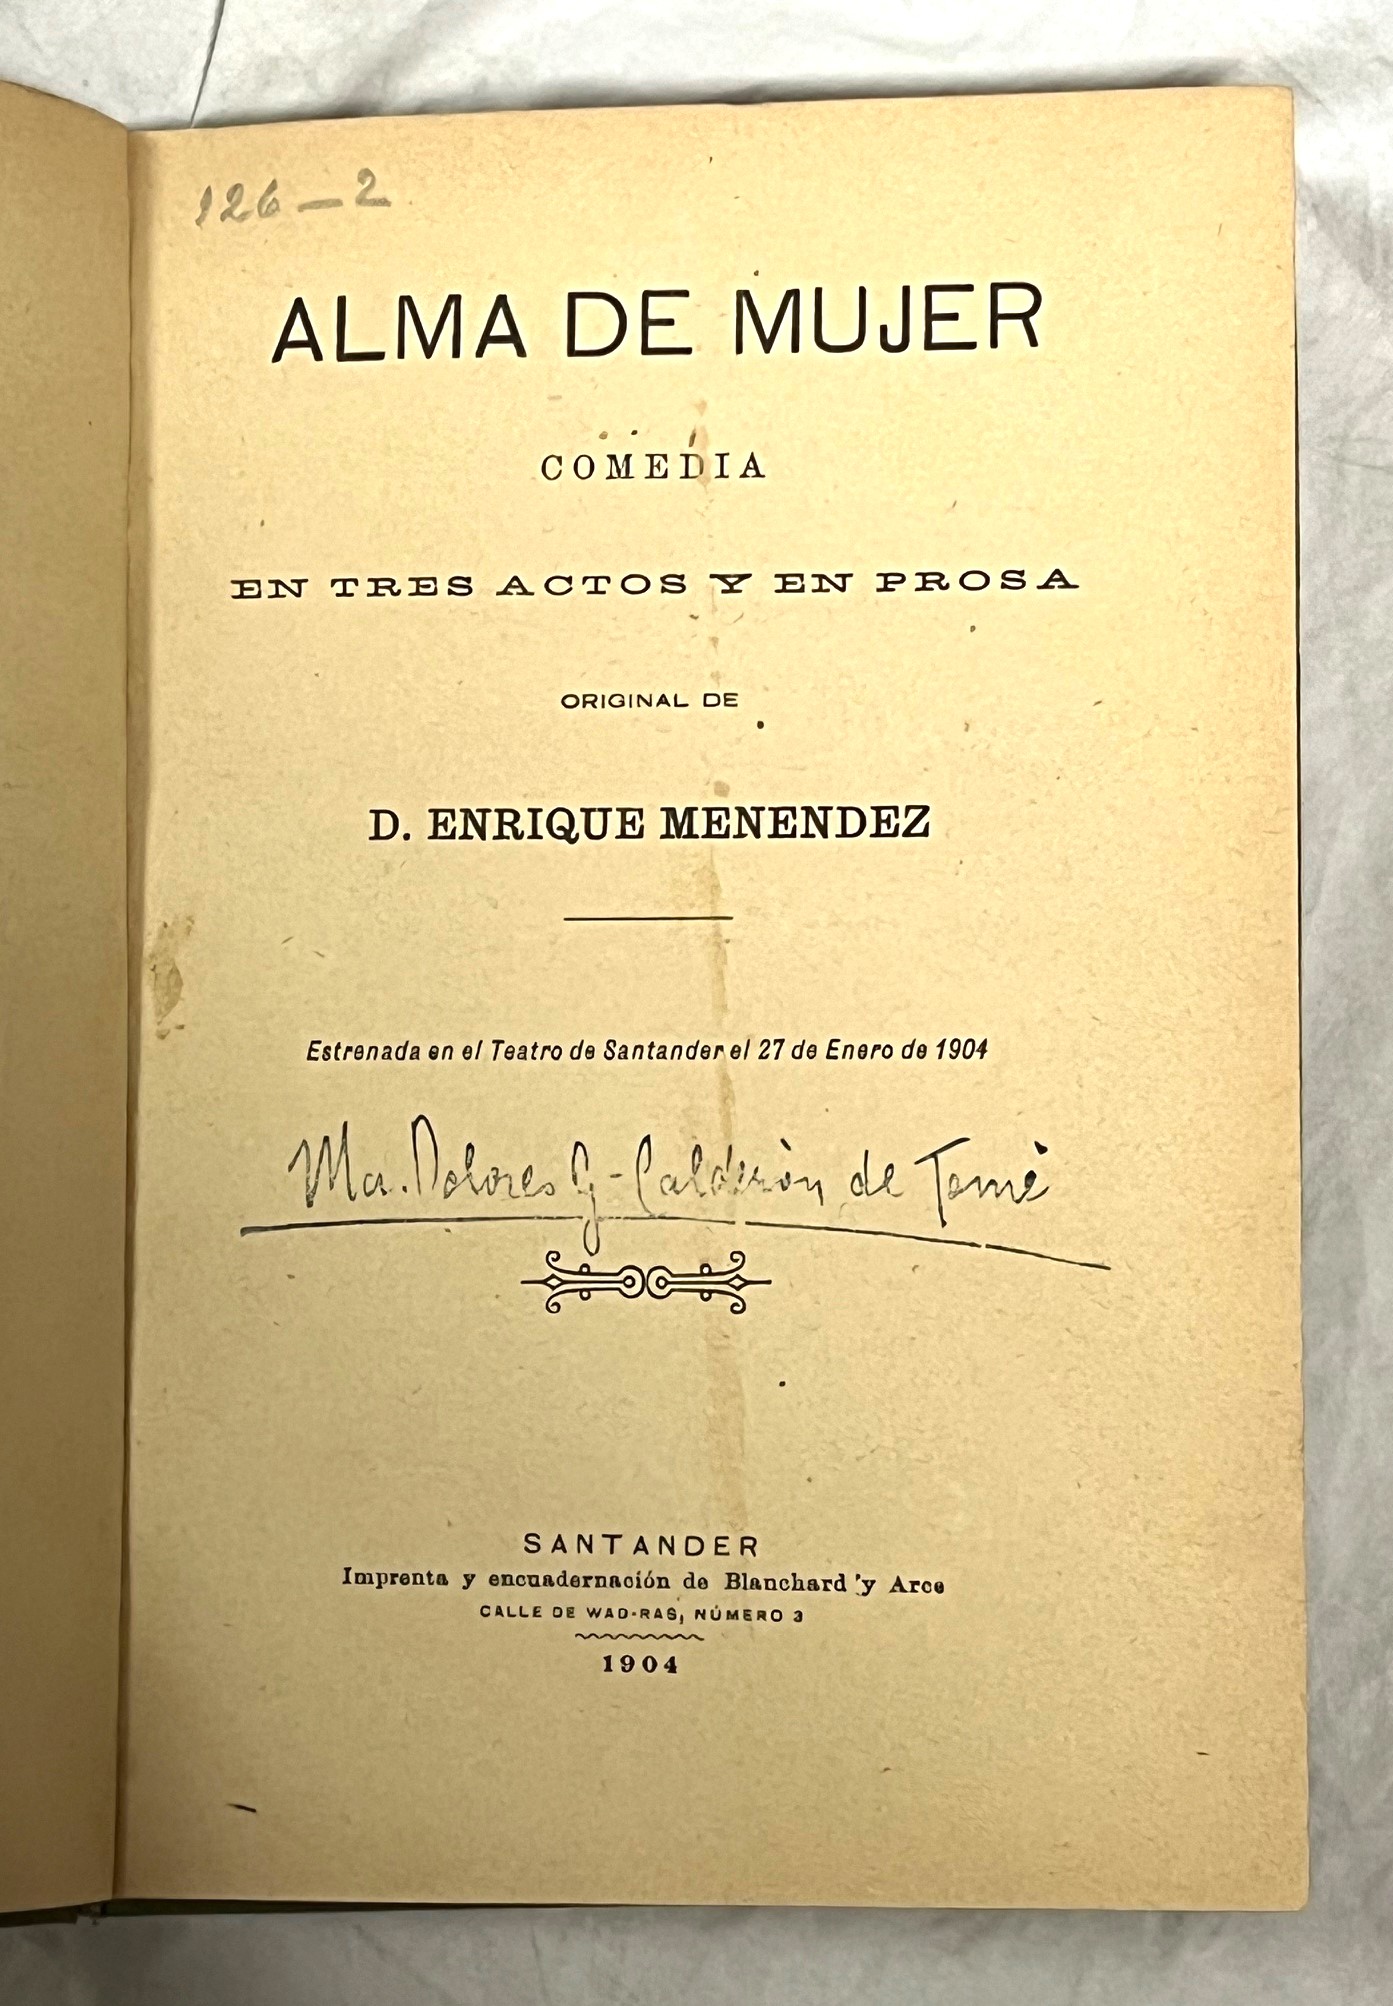 126-2
ALMA DE MUJER
COMEDIA
EN TRES ACTOS Y EN PROSA
ORIGINAL DE
D. ENRIQUE MENENDEZ
Estrenada en el Teatro de Santander el 27 de Enero de 1904
Ma. Dolores G-Calderón de Tomé
SANTANDER
Imprenta y encuadernación de Blanchard y Arce
CALLE DE WAD-RAS, NÚMERO 3
1904